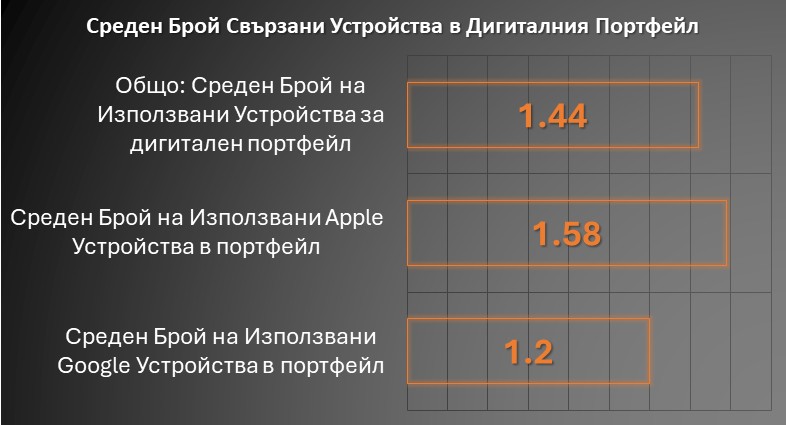 Среден Брой Свързани Устройства в Дигиталния Портфейл
Общо: Среден Брой на
Използвани Устройства за
дигитален портфейл
1.44
Среден Брой на Използвани Apple
Устройства в портфейл
1.58
Среден Брой на Използвани
Google Устройства в портфейл
1.2